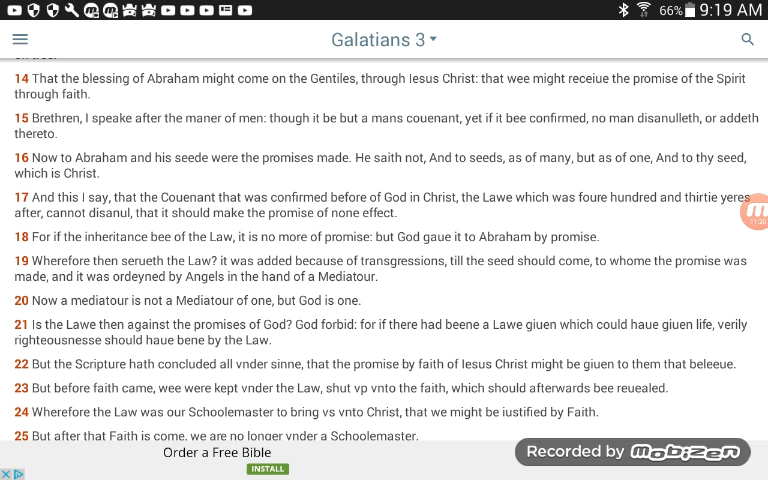 66% 9:19 AM
Galatians 3
14 That the blessing of Abraham might come on the Gentiles, through Iesus Christ: that wee might receiue the promise of the Spirit
through faith.
15 Brethren, I speake after the maner of men: though it be but a mans couenant, yet if it bee confirmed, no man disanulleth, or addeth
thereto.
16 Now to Abraham and his seede were the promises made. He saith not, And to seeds, as of many, but as of one, And to thy seed,
which is Christ.
17 And this I say, that the Couenant that was confirmed before of God in Christ, the Lawe which was foure hundred and thirtie yeres
after, cannot disanul, that it should make the promise of none effect.
18 For if the inheritance bee of the Law, it is no more of promise: but God gaue it to Abraham by promise.
19 Wherefore then serueth the Law? it was added because of transgressions, till the seed should come, to whome the promise was
made, and it was ordeyned by Angels in the hand of a Mediatour.
20 Now a mediatour is not a Mediatour of one, but God is one.
21 Is the Lawe then against the promises of God? God forbid: for if there had beene a Lawe giuen which could haue giuen life, verily
righteousnesse should haue bene by the Law.
22 But the Scripture hath concluded all vnder sinne, that the promise by faith of Iesus Christ might be giuen to them that beleeue.
23 But before faith came, wee were kept vnder the Law, shut vp vnto the faith, which should afterwards bee reuealed.
24 Wherefore the Law was our Schoolemaster to bring vs vnto Christ, that we might be iustified by Faith.
25 But after that Faith is come, we are no longer vnder a Schoolemaster.
Order a Free Bible
INSTALL
Recorded by mobizen
11:20